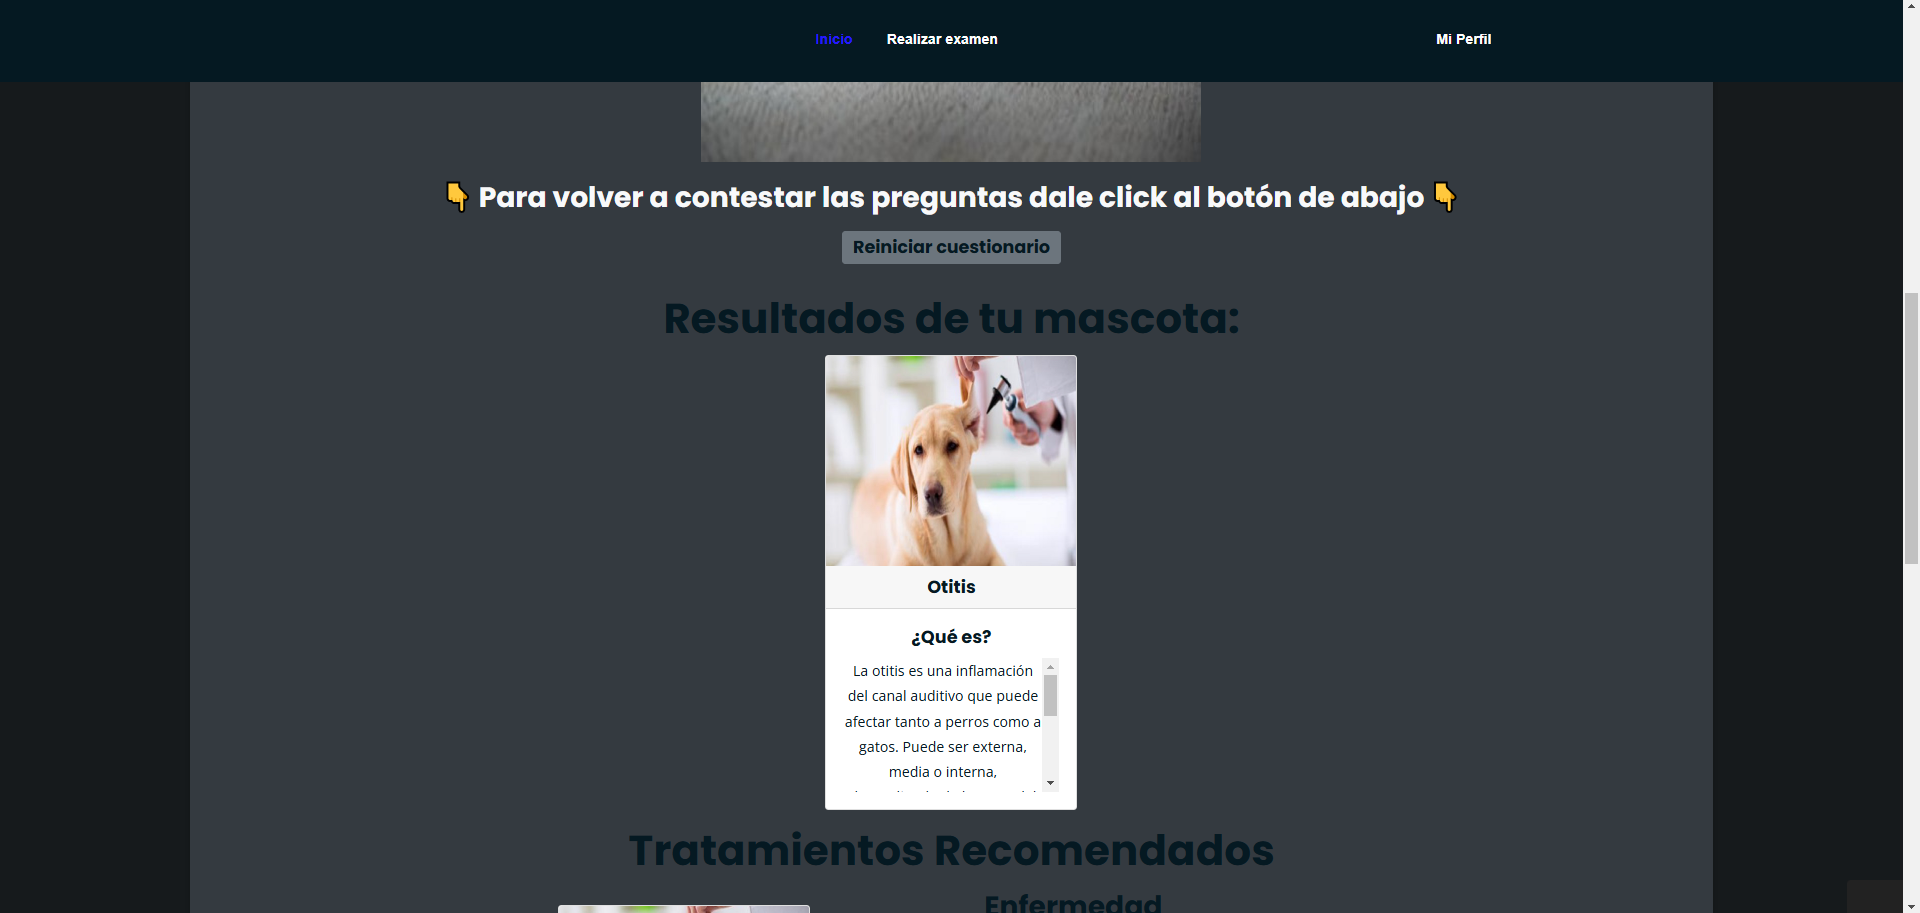 Inicio Realizar examen Mi Perfil
👇 Para volver a contestar las preguntas dale click al botón de abajo 👇
Reiniciar cuestionario
Resultados de tu mascota:
Otitis
¿Qué es?
La otitis es una inflamación
del canal auditivo que puede
afectar tanto a perros como a
gatos. Puede ser externa,
media o interna,
Tratamientos Recomendados
Enfermedad